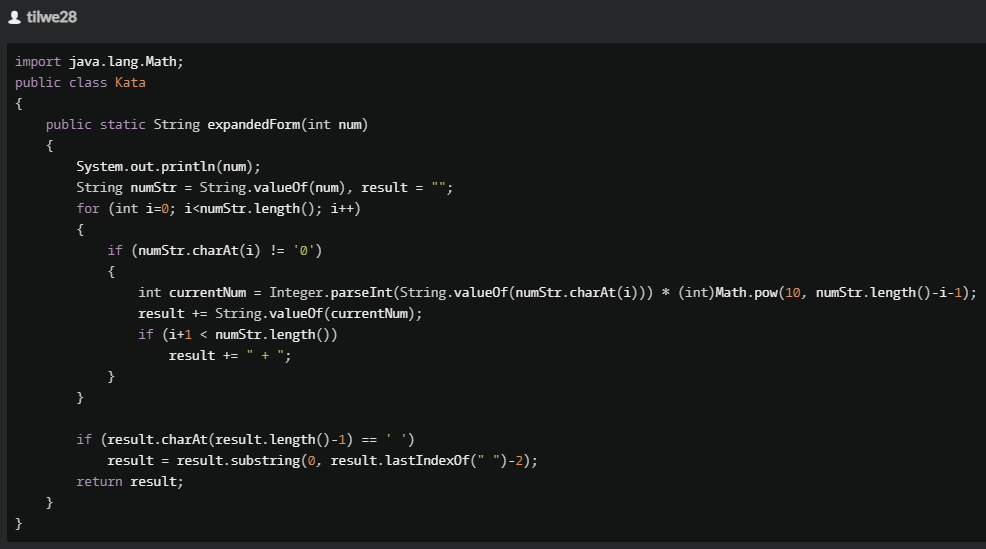 tilwe28
import java.lang.Math;
public class Kata
{
    public static String expandedForm(int num)
    {
        System.out.println(num);
        String numStr = String.valueOf(num), result = "";
        for (int i=0; i<numStr.length(); i++)
        {
            if (numStr.charAt(i) != '0')
            {
                int currentNum = Integer.parseInt(String.valueOf(numStr.charAt(i))) * (int)Math.pow(10, numStr.length()-i-1);
                result += String.valueOf(currentNum);
                if (i+1 < numStr.length())
                    result += " + ";
            }
        }

        if (result.charAt(result.length()-1) == ' ')
            result = result.substring(0, result.lastIndexOf(" ")-2);
        return result;
    }
}